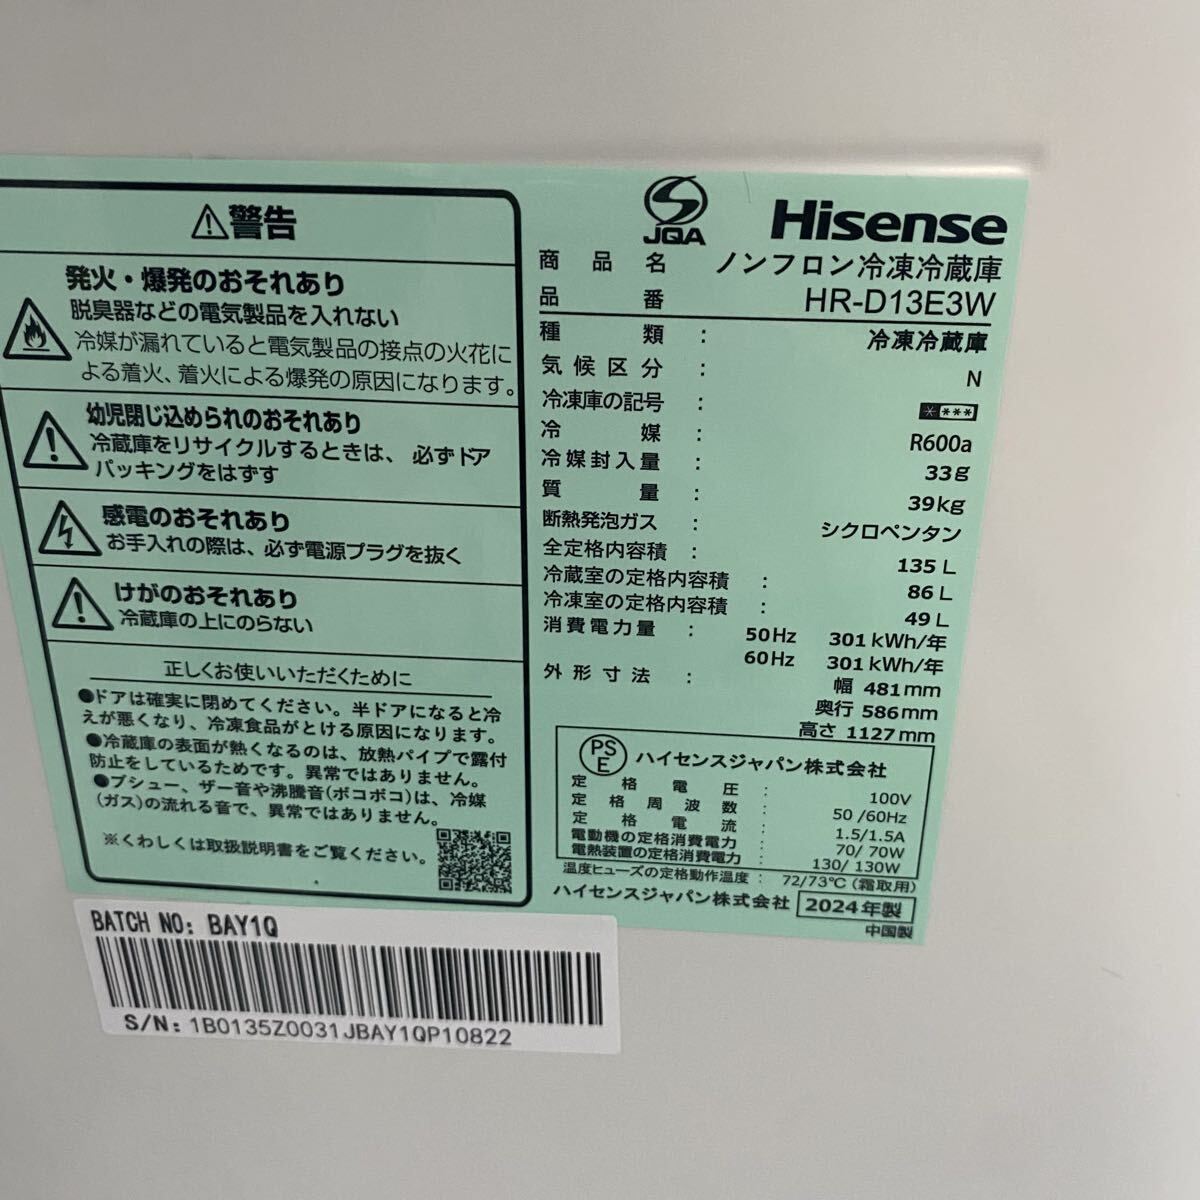 ⚠警告
発火・爆発のおそれあり
脱臭器などの電気製品を入れない
冷媒が漏れていると電気製品の接点の火花に
よる着火、着火による爆発の原因になります。
幼児閉じ込められのおそれあり
冷蔵庫をリサイクルするときは、必ずドア
パッキングをはずす
感電のおそれあり
お手入れの際は、必ず電源プラグを抜く
けがのおそれあり
冷蔵庫の上にのらない
正しくお使いいただくために
●ドアは確実に閉めてください。半ドアになると冷
えが悪くなり、冷凍食品がとける原因になります。
●冷蔵庫の表面が熱くなるのは、放熱パイプで露付
防止をしているためです。異常ではありません。
●ブシュー、ザー音や沸騰音(ボコボコ)は、冷媒
(ガス)の流れる音で、異常ではありません。
※くわしくは取扱説明書をご覧ください。
JQA
Hisense
商品名 ノンフロン冷凍冷蔵庫
品番 HR-D13E3W
種類： 冷凍冷蔵庫
気候区分： N
冷凍庫の記号： * ***
冷媒： R600a
冷媒封入量： 33g
質量： 39kg
断熱発泡ガス： シクロペンタン
全定格内容積： 135 L
冷蔵室の定格内容積： 86 L
冷凍室の定格内容積： 49 L
消費電力量： 50Hz 301 kWh/年
60Hz 301 kWh/年
外形寸法： 幅 481mm
奥行 586mm
高さ 1127mm
PS E ハイセンスジャパン株式会社
定格電圧： 100V
定格周波数： 50 /60Hz
定格電流： 1.5/1.5A
電動機の定格消費電力： 70/ 70W
電熱装置の定格消費電力： 130/ 130W
温度ヒューズの定格動作温度： 72/73℃(霜取用)
ハイセンスジャパン株式会社 2024年製
中国製
BATCH NO: BAY1Q
S/N: 1B0135Z0031JBAY1QP10822